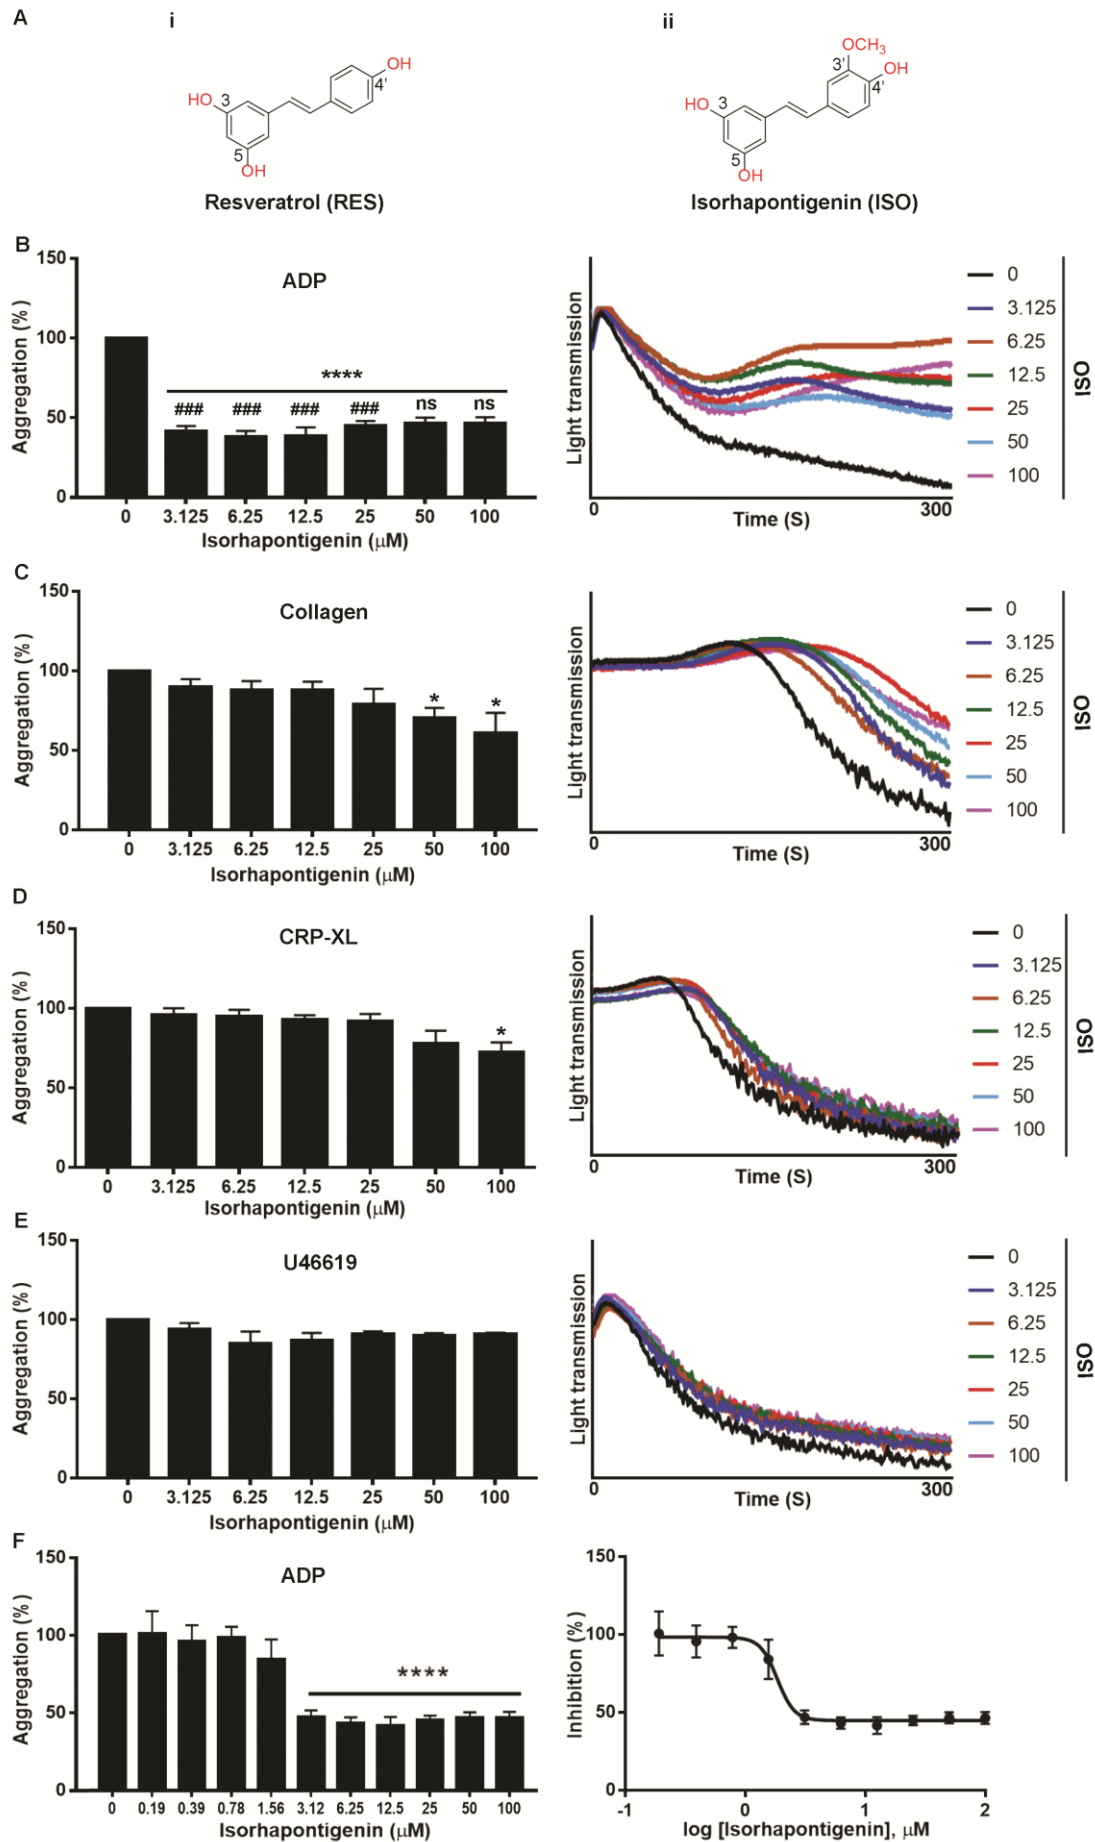 A
i
ii
HO
3
5
OH
4'
OH
Resveratrol (RES)
OCH3
3'
OH
4'
HO
3
5
OH
Isorhapontigenin (ISO)
B
ADP
Aggregation (%)
150
100
50
0
****
### ### ### ### ns ns
0 3.125 6.25 12.5 25 50 100
Isorhapontigenin (μM)
Light transmission
0 300
Time (S)
0
3.125
6.25
12.5
25
50
100
ISO
C
Collagen
Aggregation (%)
150
100
50
0
* *
0 3.125 6.25 12.5 25 50 100
Isorhapontigenin (μM)
Light transmission
0 300
Time (S)
0
3.125
6.25
12.5
25
50
100
ISO
D
CRP-XL
Aggregation (%)
150
100
50
0
*
0 3.125 6.25 12.5 25 50 100
Isorhapontigenin (μM)
Light transmission
0 300
Time (S)
0
3.125
6.25
12.5
25
50
100
ISO
E
U46619
Aggregation (%)
150
100
50
0
0 3.125 6.25 12.5 25 50 100
Isorhapontigenin (μM)
Light transmission
0 300
Time (S)
0
3.125
6.25
12.5
25
50
100
ISO
F
ADP
Aggregation (%)
150
100
50
0
****
0 0.19 0.39 0.78 1.56 3.12 6.25 12.5 25 50 100
Isorhapontigenin (μM)
Inhibition (%)
150
100
50
0
-1 0 1 2
log [Isorhapontigenin], μM